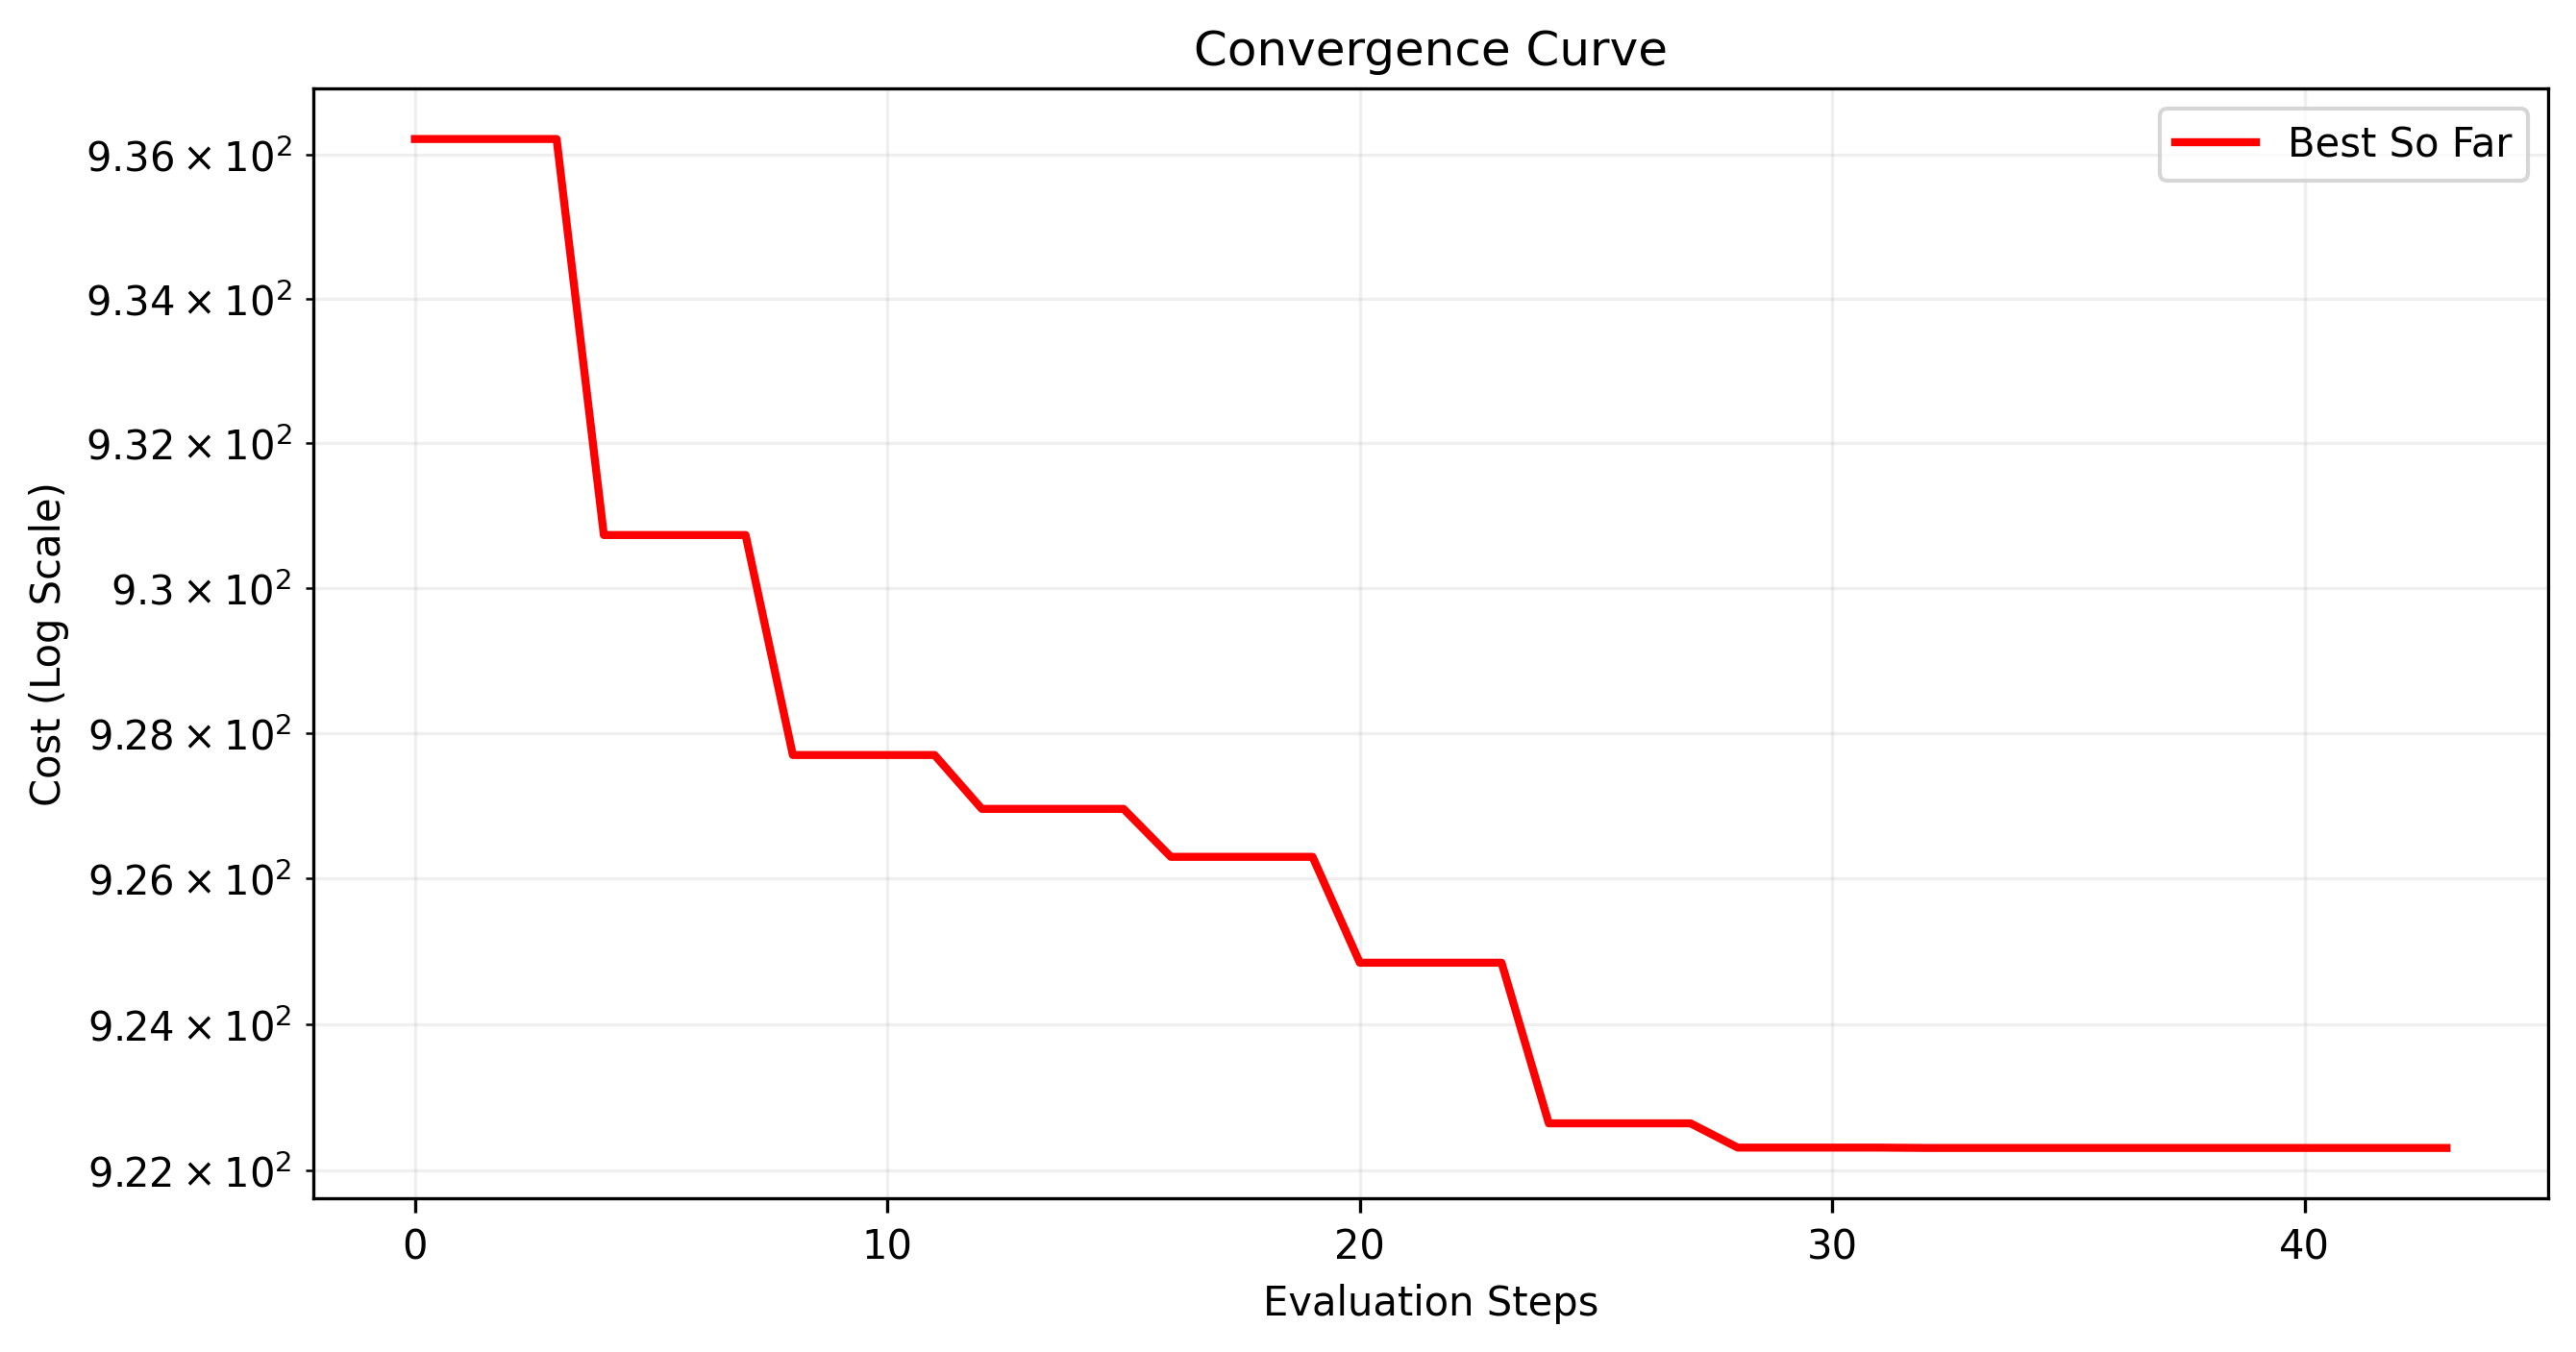 Convergence Curve
Best So Far
9.36 × 10²
9.34 × 10²
9.32 × 10²
9.3 × 10²
9.28 × 10²
9.26 × 10²
9.24 × 10²
9.22 × 10²
Cost (Log Scale)
0 10 20 30 40
Evaluation Steps